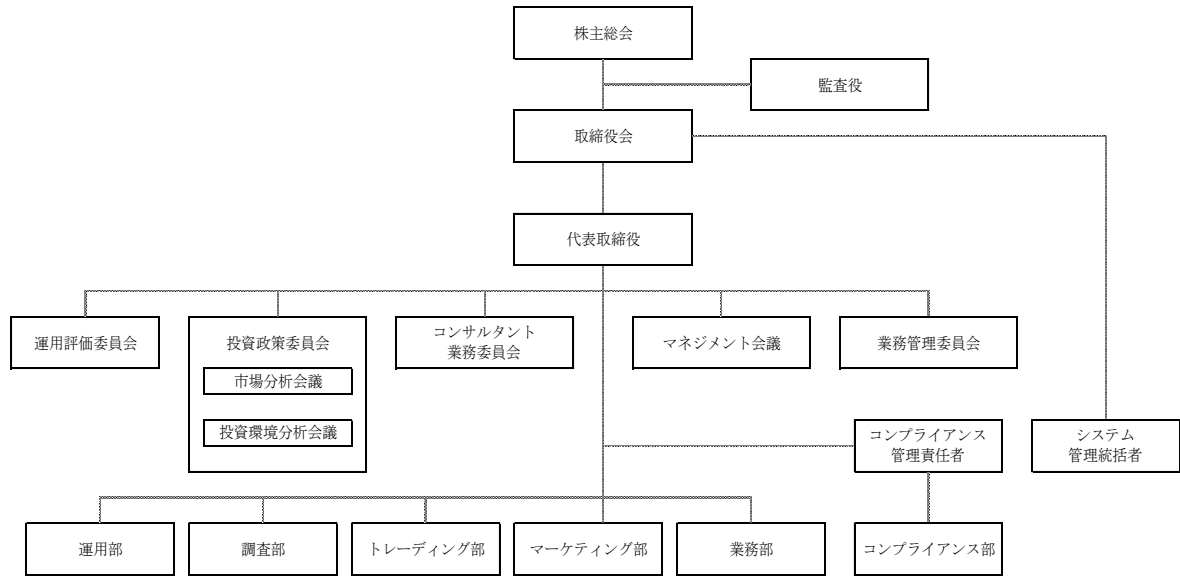 株主総会
監査役
取締役会
代表取締役
運用評価委員会
投資政策委員会
市場分析会議
投資環境分析会議
コンサルタント
業務委員会
マネジメント会議
業務管理委員会
コンプライアンス
管理責任者
システム
管理統括者
運用部
調査部
トレーディング部
マーケティング部
業務部
コンプライアンス部